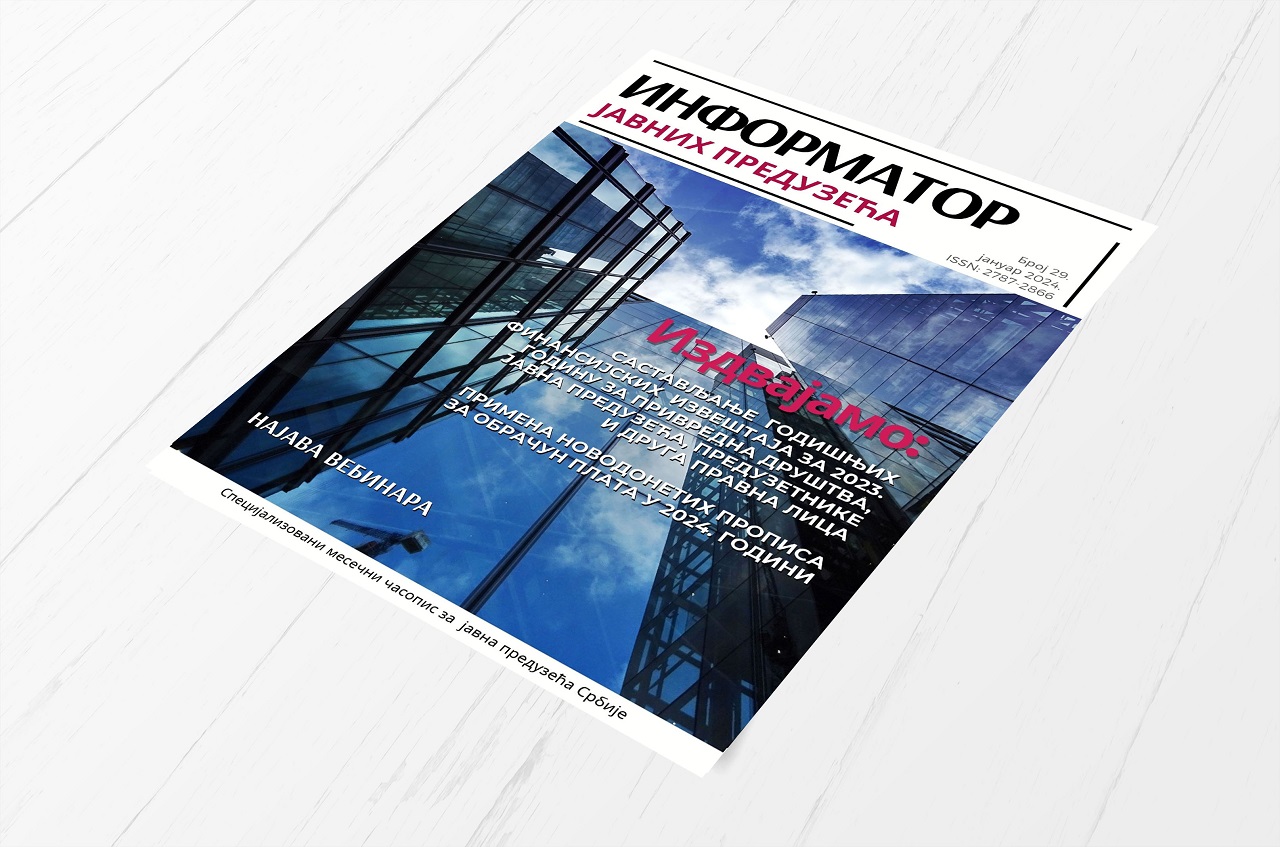 ИНФОРМАТОР
ЈАВНИХ ПРЕДУЗЕЋА
Број 29,
јануар 2024.
ISSN: 2787-2866
Издвајамо:
САСТАВЉАЊЕ ГОДИШЊИХ
ФИНАНСИЈСКИХ ИЗВЕШТАЈА ЗА 2023.
ГОДИНУ ЗА ПРИВРЕДНА ДРУШТВА,
ЈАВНА ПРЕДУЗЕЋА, ПРЕДУЗЕТНИКЕ
И ДРУГА ПРАВНА ЛИЦА
ПРИМЕНА НОВОДОНЕТИХ ПРОПИСА
ЗА ОБРАЧУН ПЛАТА У 2024. ГОДИНИ
НАЈАВА ВЕБИНАРА
Специјализовани месечни часопис за јавна предузећа Србије